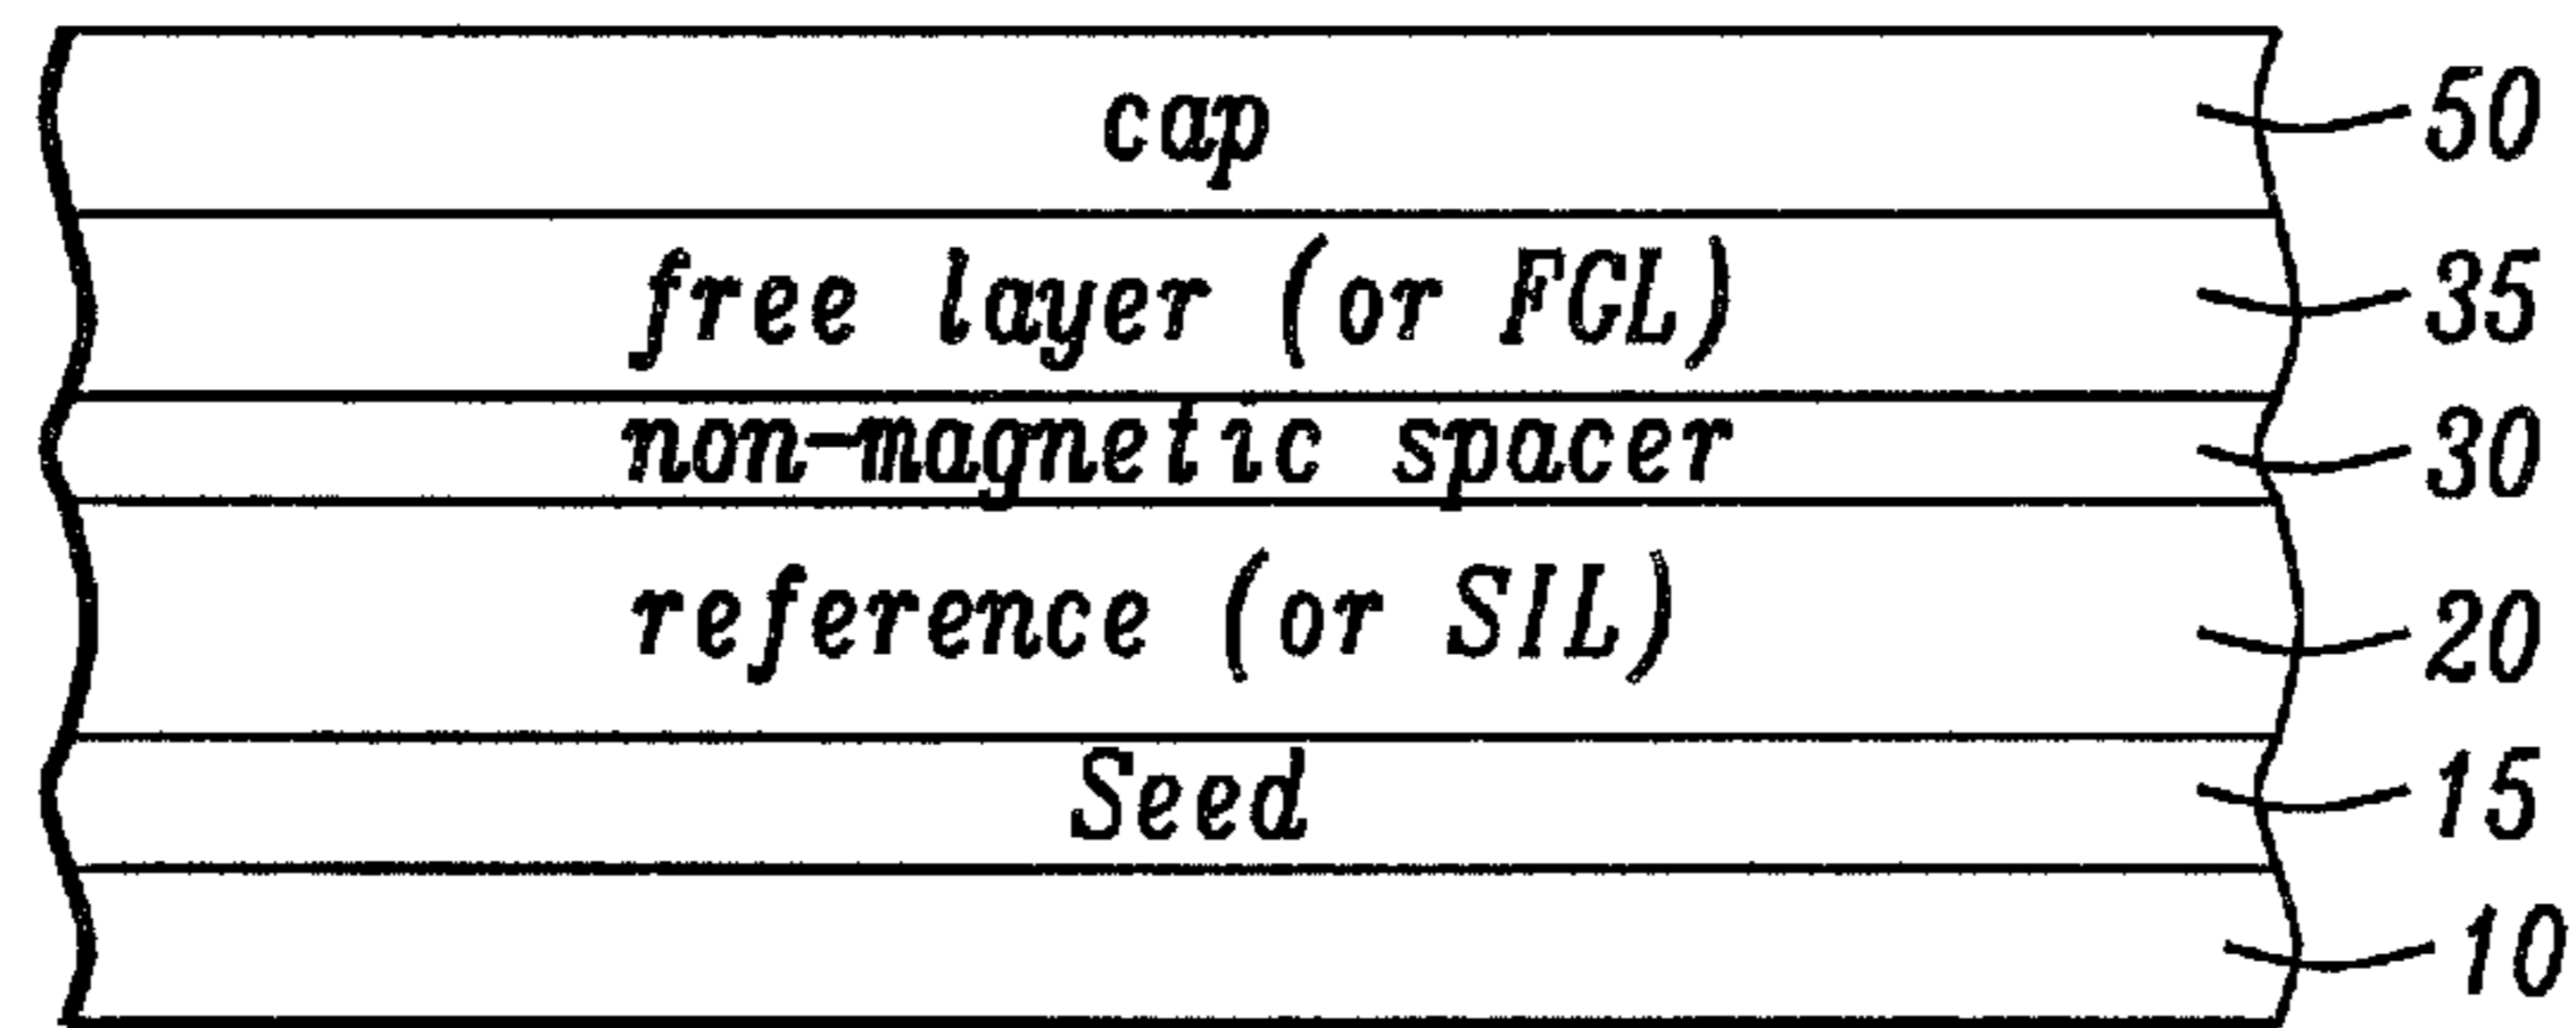 cap 50
free layer (or FGL) 35
non-magnetic spacer 30
reference (or SIL) 20
Seed 15
10